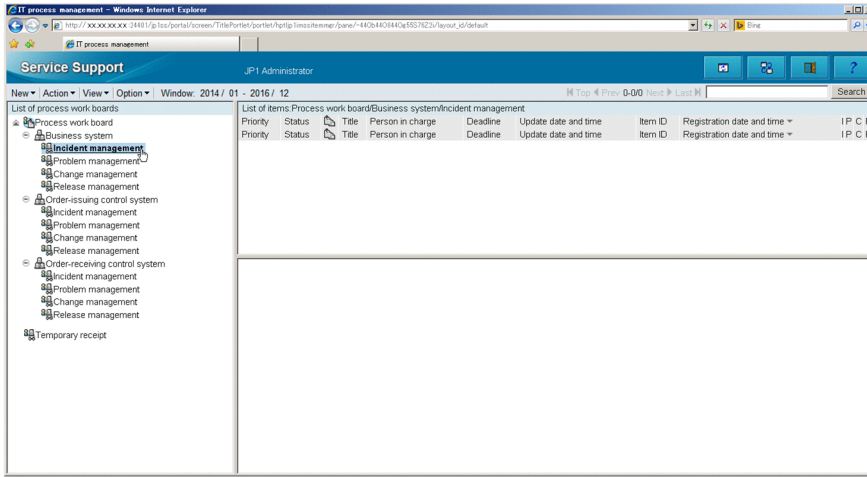 IT process management - Windows Internet Explorer
IT process management
Bing
Service Support
JP1 Administrator
New Action View Option Window: 2014 / 01 - 2016 / 12
Top Prev 0-0/0 Next Last Search
List of process work boards
Process work board
Business system
Incident management
Problem management
Change management
Release management
Order-issuing control system
Incident management
Problem management
Change management
Release management
Order-receiving control system
Incident management
Problem management
Change management
Release management
Temporary receipt
List of items:Process work board/Business system/Incident management
Priority Status Title Person in charge Deadline Update date and time Item ID Registration date and time I P C
Priority Status Title Person in charge Deadline Update date and time Item ID Registration date and time I P C